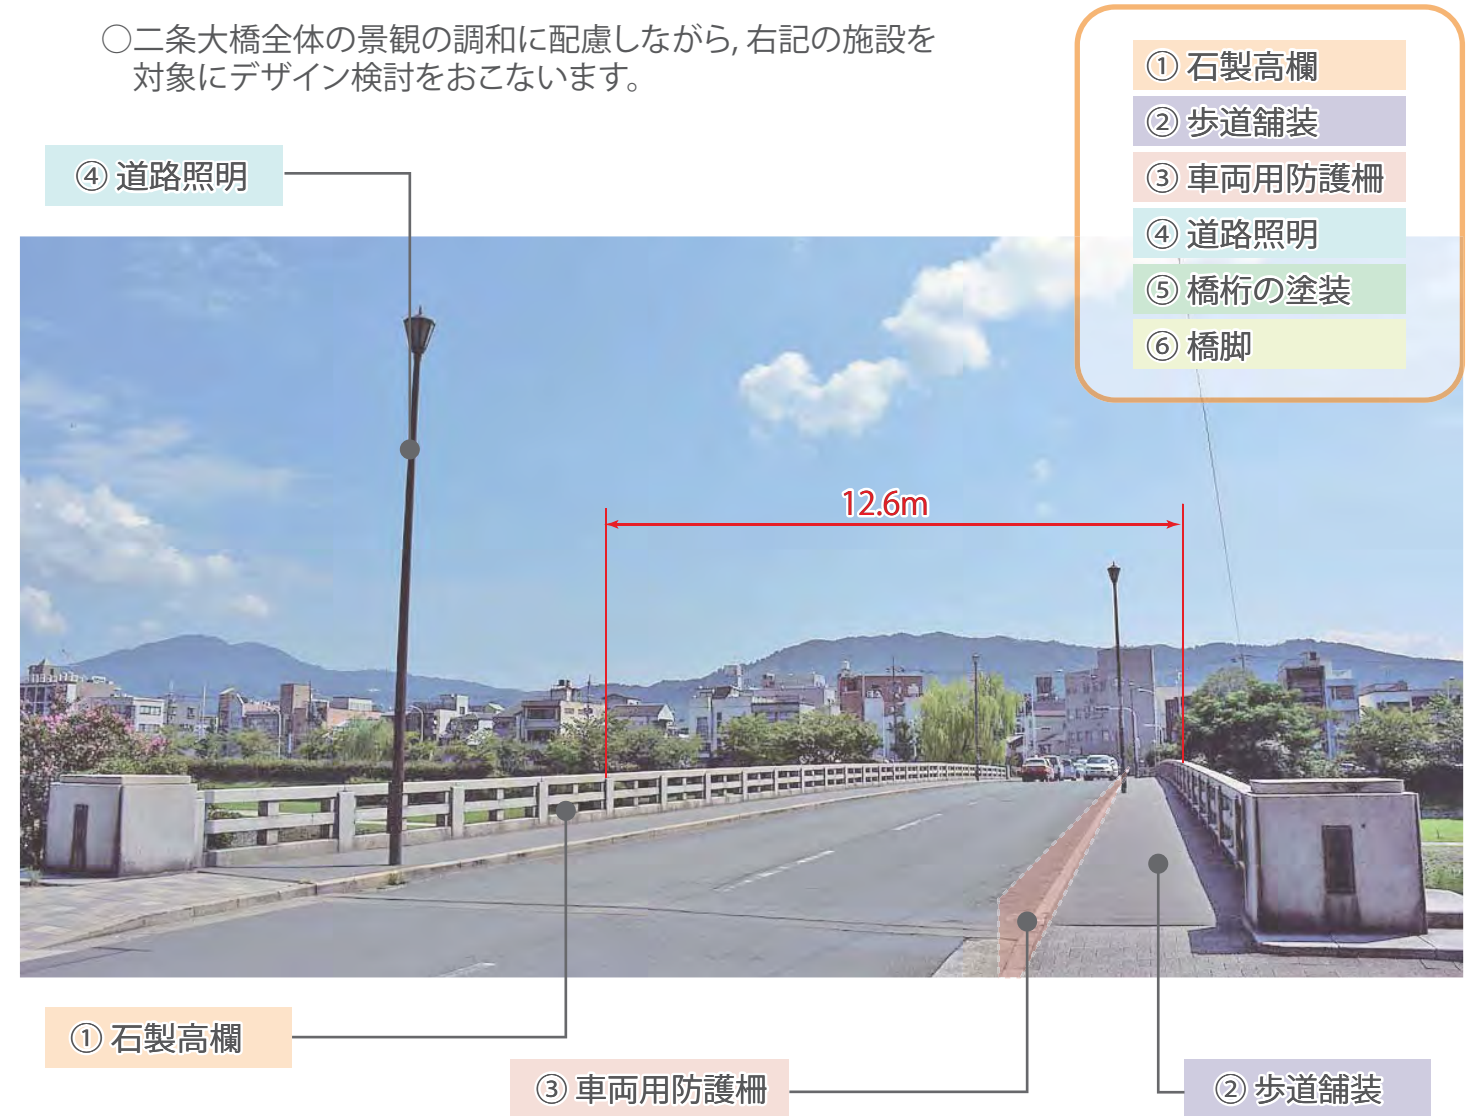 ○二条大橋全体の景観の調和に配慮しながら,右記の施設を
対象にデザイン検討をおこないます。
① 石製高欄
② 歩道舗装
③ 車両用防護柵
④ 道路照明
⑤ 橋桁の塗装
⑥ 橋脚
④ 道路照明
12.6m
① 石製高欄
③ 車両用防護柵
② 歩道舗装